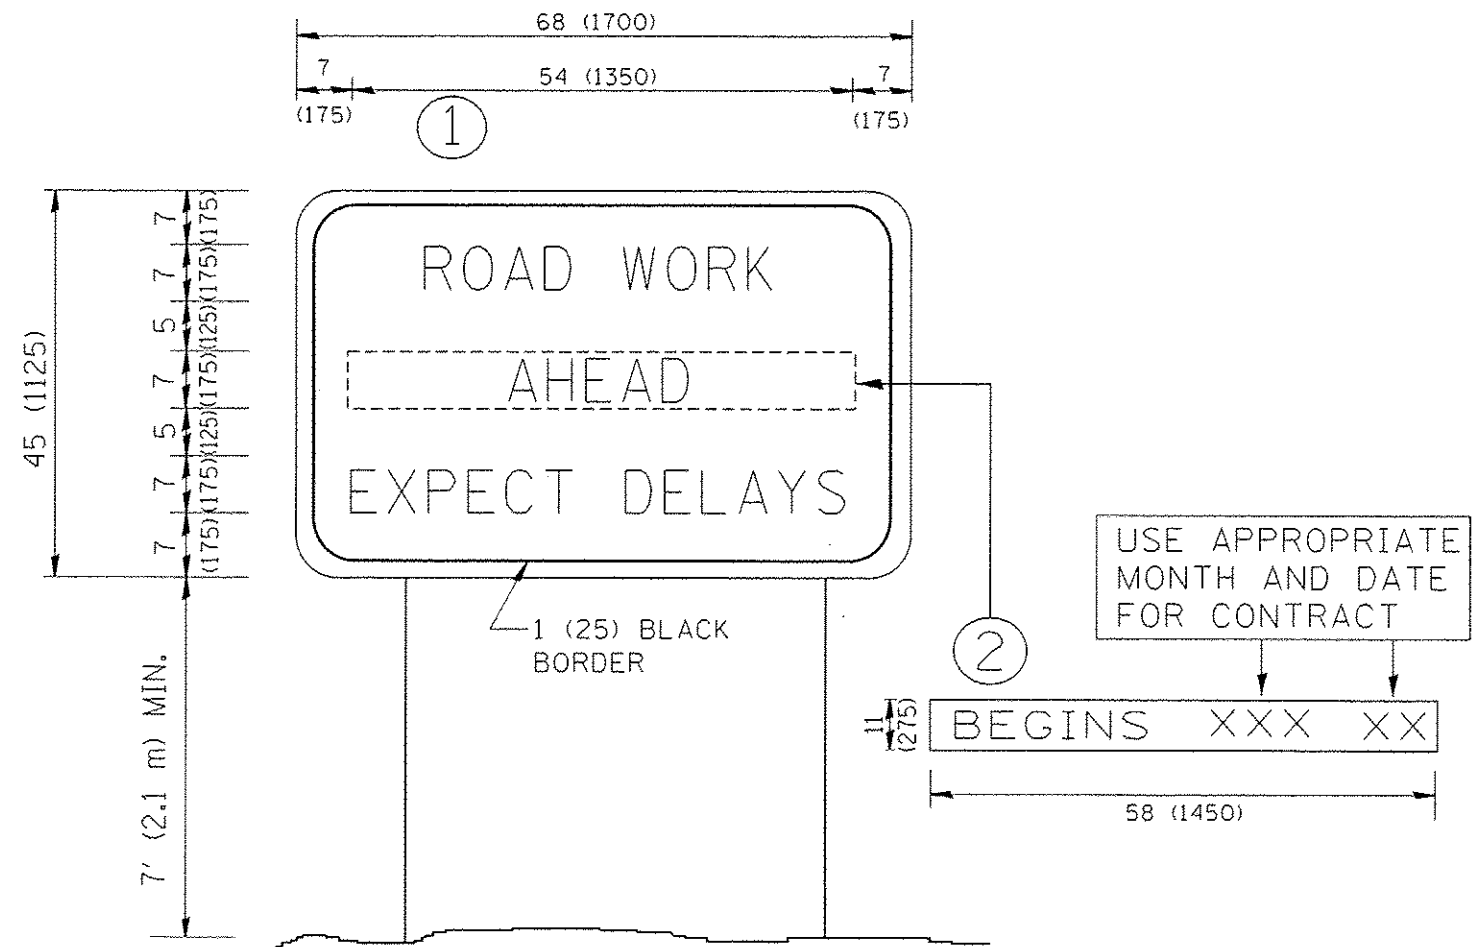 68 (1700)
7
54 (1350)
7
(175)
(175)
1
45 (1125)
7 (175)
7 (175)
5 (125)
7 (175)
5 (125)
7 (175)
7 (175)
ROAD WORK
AHEAD
EXPECT DELAYS
1 (25) BLACK
BORDER
7' (2.1 m) MIN.
USE APPROPRIATE
MONTH AND DATE
FOR CONTRACT
2
11
(275)
BEGINS XXX XX
58 (1450)